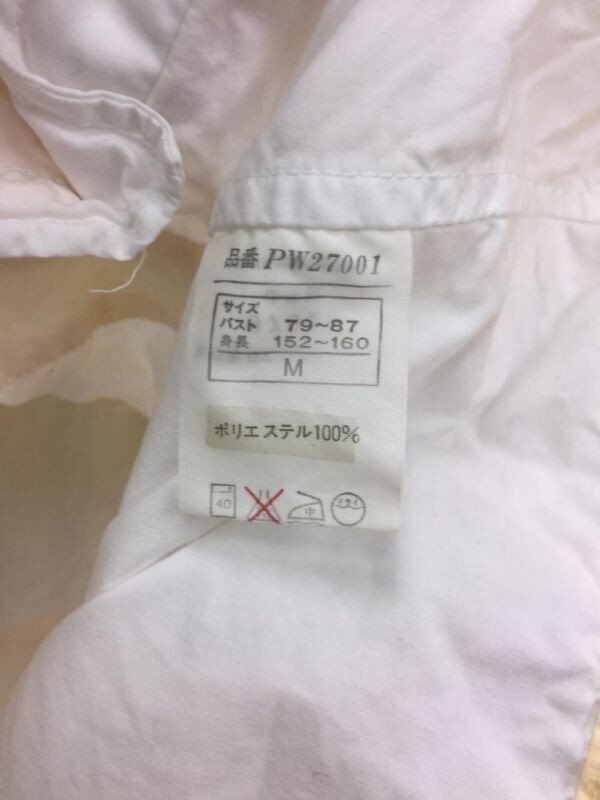 品番 PW27001
サイズ
バスト 79~87
身長 152~160
M
ポリエステル100%
40 中 ドライ